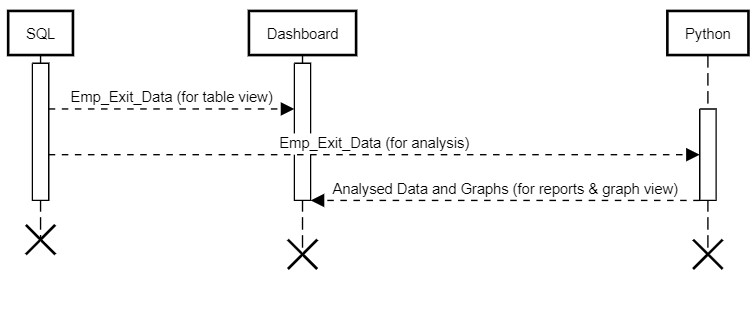 SQL
Dashboard
Python
Emp_Exit_Data (for table view)
Emp_Exit_Data (for analysis)
Analysed Data and Graphs (for reports & graph view)